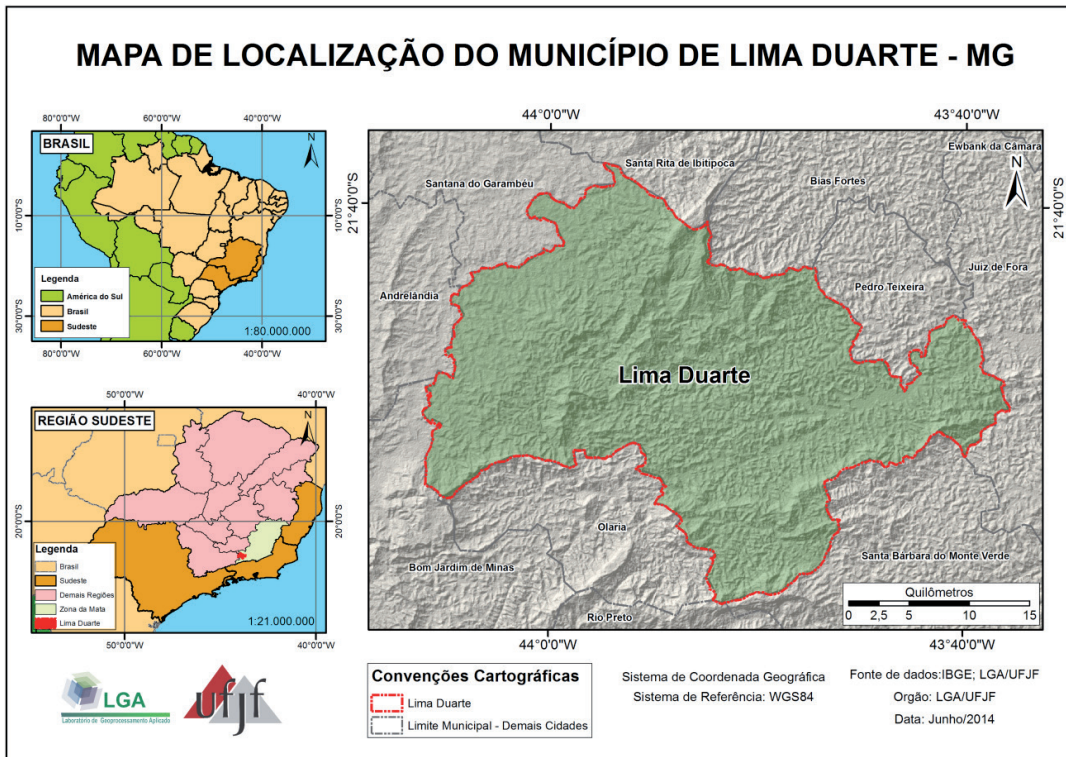 MAPA DE LOCALIZAÇÃO DO MUNICÍPIO DE LIMA DUARTE - MG
80°0'0"W 60°0'0"W 40°0'0"W
BRASIL
N
10°0'0"S 10°0'0"S
30°0'0"S 30°0'0"S
Legenda
América do Sul
Brasil
Sudeste
1:80.000.000
80°0'0"W 60°0'0"W 40°0'0"W
50°0'0"W 40°0'0"W
REGIÃO SUDESTE
N
20°0'0"S 20°0'0"S
Legenda
Brasil
Sudeste
Demais Regiões
Zona da Mata
Lima Duarte
1:21.000.000
50°0'0"W 40°0'0"W
44°0'0"W 43°40'0"W
Ewbank da Câmara
N
Santa Rita de Ibitipoca
Bias Fortes
Santana do Garambéu
21°40'0"S 21°40'0"S
Juiz de Fora
Pedro Teixeira
Andrelândia
Lima Duarte
Olaria
Santa Bárbara do Monte Verde
Bom Jardim de Minas
Rio Preto
Quilômetros
0 2,5 5 10 15
44°0'0"W 43°40'0"W
LGA
Laboratório de Geoprocessamento Aplicado
ufjf
Convenções Cartográficas
Lima Duarte
Limite Municipal - Demais Cidades
Sistema de Coordenada Geográfica
Sistema de Referência: WGS84
Fonte de dados:IBGE; LGA/UFJF
Orgão: LGA/UFJF
Data: Junho/2014